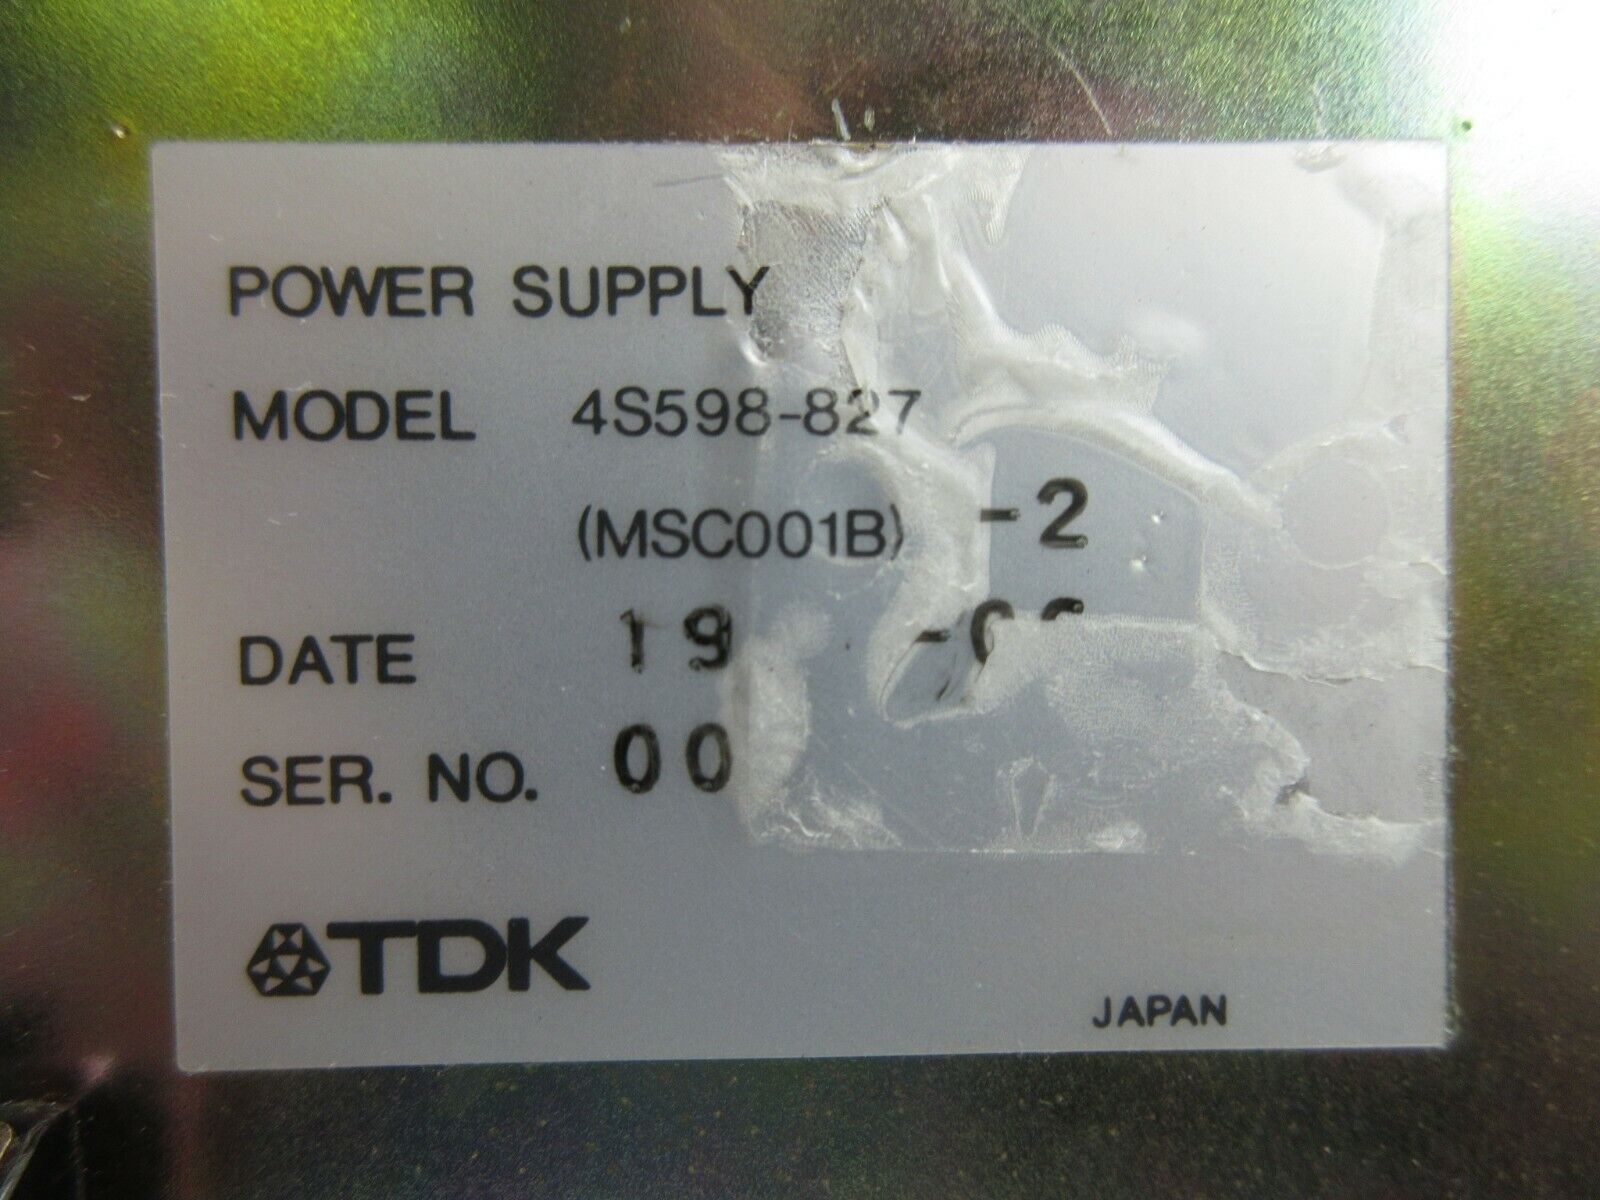 POWER SUPPLY
MODEL 4S598-827
(MSC001B) -2
DATE 19
SER. NO. 00
TDK
JAPAN